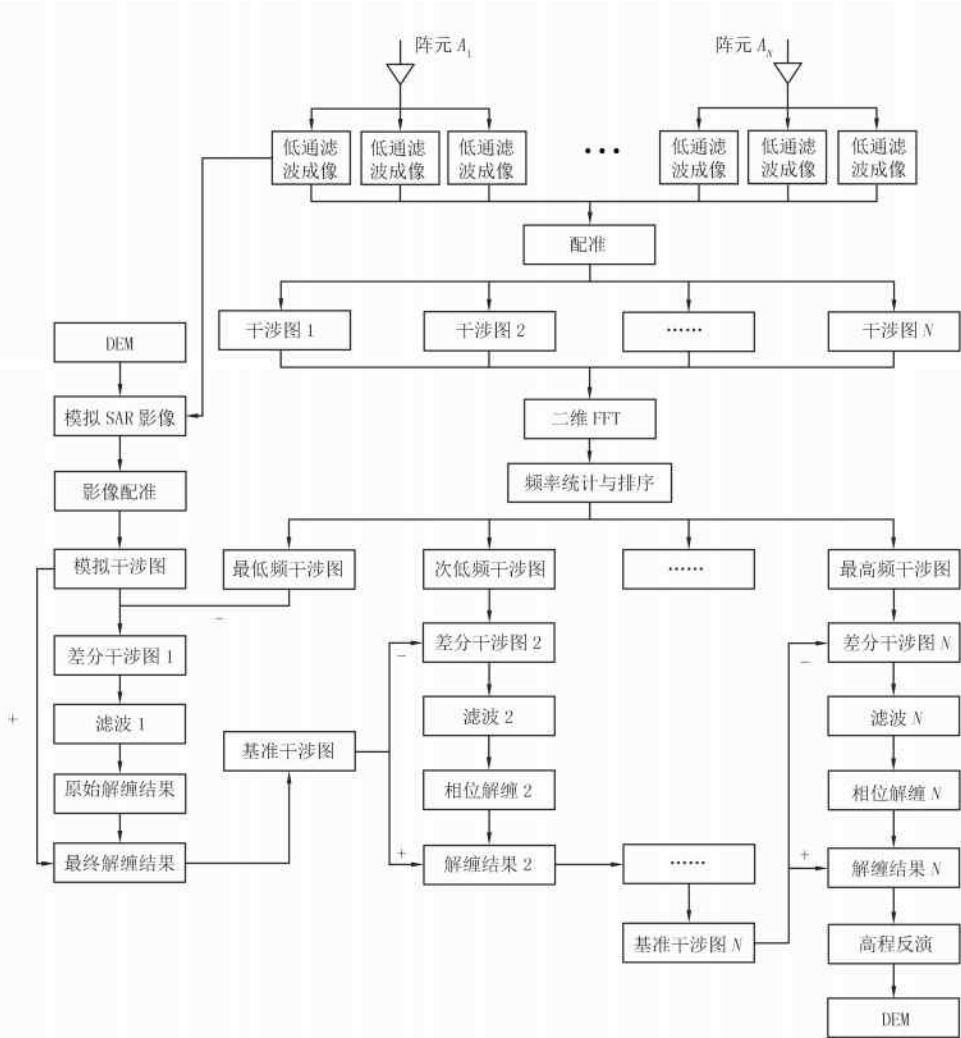 阵元 A1
阵元 AN
低通滤
波成像
低通滤
波成像
低通滤
波成像
•••
低通滤
波成像
低通滤
波成像
低通滤
波成像
配准
干涉图 1
干涉图 2
……
干涉图 N
DEM
模拟 SAR 影像
二维 FFT
影像配准
频率统计与排序
模拟干涉图
最低频干涉图
次低频干涉图
……
最高频干涉图
−
差分干涉图 1
差分干涉图 2
差分干涉图 N
−
−
+
滤波 1
滤波 2
滤波 N
基准干涉图
原始解缠结果
相位解缠 2
相位解缠 N
+
+
最终解缠结果
解缠结果 2
……
解缠结果 N
基准干涉图 N
高程反演
DEM